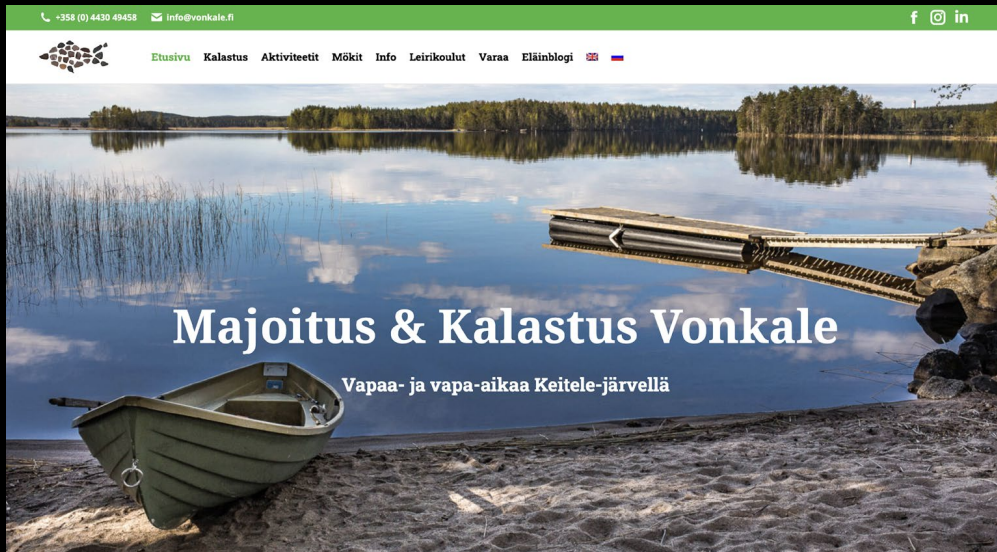 +358 (0) 4430 49458 info@vonkale.fi
Etusivu Kalastus Aktiviteetit Mökit Info Leirikoulut Varaa Eläinblogi
Majoitus & Kalastus Vonkale
Vapaa- ja vapa-aikaa Keitele-järvellä